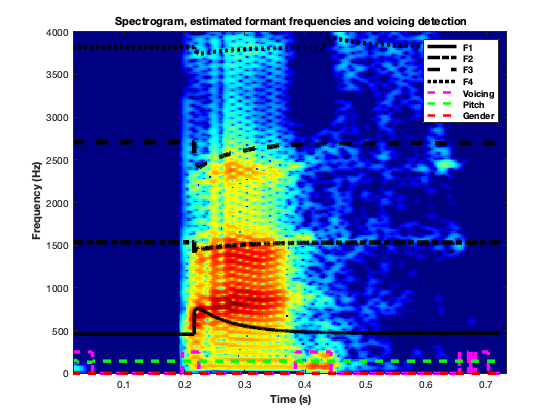 Spectrogram, estimated formant frequencies and voicing detection
4000
3500
3000
2500
2000
1500
1000
500
0
Frequency (Hz)
F1
F2
F3
F4
Voicing
Pitch
Gender
0.1
0.2
0.3
0.4
0.5
0.6
0.7
Time (s)